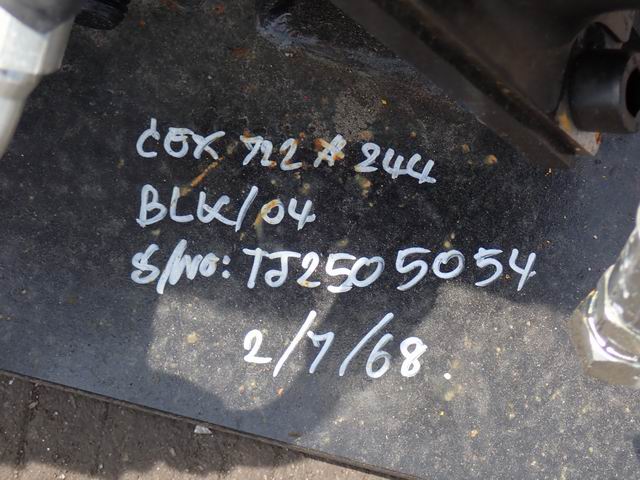 COX 722 A 244
BLK/04
S/No: TJ2505054
2/7/68.